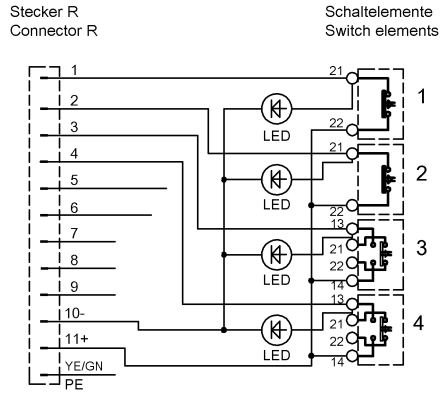 Stecker R
Connector R
Schaltelemente
Switch elements
1
2
3
4
5
6
7
8
9
10-
11+
YE/GN
PE
LED
LED
LED
LED
21
22
1
21
22
2
13
21
22
14
3
13
21
22
14
4